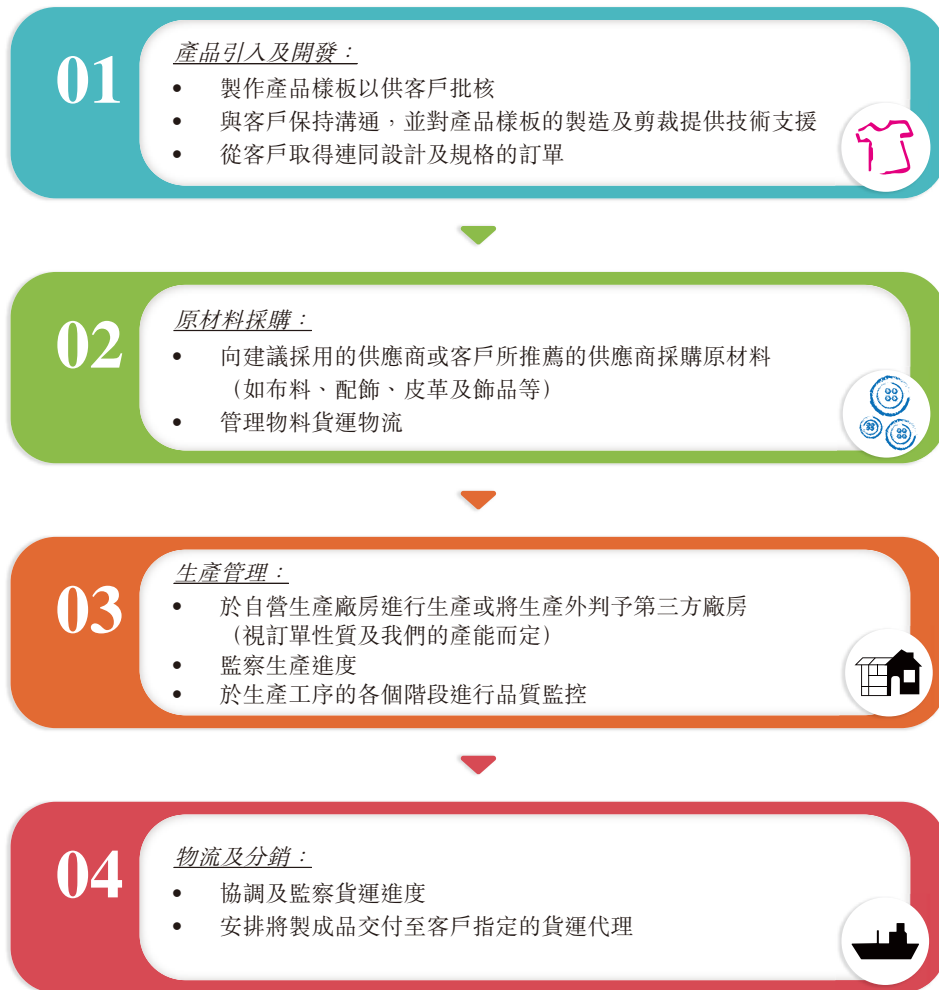 01
產品引入及開發：
• 製作產品樣板以供客戶批核
• 與客戶保持溝通，並對產品樣板的製造及剪裁提供技術支援
• 從客戶取得連同設計及規格的訂單
02
原材料採購：
• 向建議採用的供應商或客戶所推薦的供應商採購原材料
（如布料、配飾、皮革及飾品等）
• 管理物料貨運物流
03
生產管理：
• 於自營生產廠房進行生產或將生產外判予第三方廠房
（視訂單性質及我們的產能而定）
• 監察生產進度
• 於生產工序的各個階段進行品質監控
04
物流及分銷：
• 協調及監察貨運進度
• 安排將製成品交付至客戶指定的貨運代理